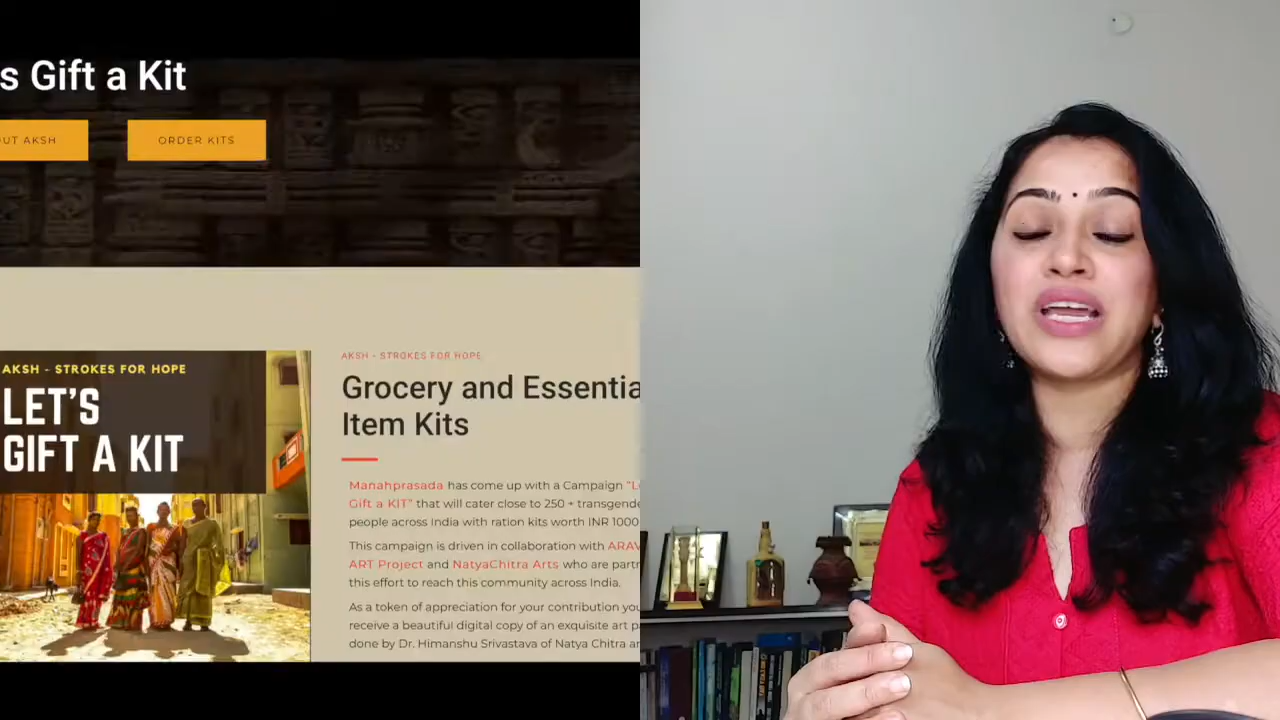 s Gift a Kit
OUT AKSH
ORDER KITS
AKSH - STROKES FOR HOPE
LET'S
GIFT A KIT
AKSH - STROKES FOR HOPE
Grocery and Essentia
Item Kits
Manahprasada has come up with a Campaign "L
Gift a KIT" that will cater close to 250 + transgende
people across India with ration kits worth INR 1000
This campaign is driven in collaboration with ARAV
ART Project and NatyaChitra Arts who are partn
this effort to reach this community across India.
As a token of appreciation for your contribution you
receive a beautiful digital copy of an exquisite art p
done by Dr. Himanshu Srivastava of Natya Chitra ar